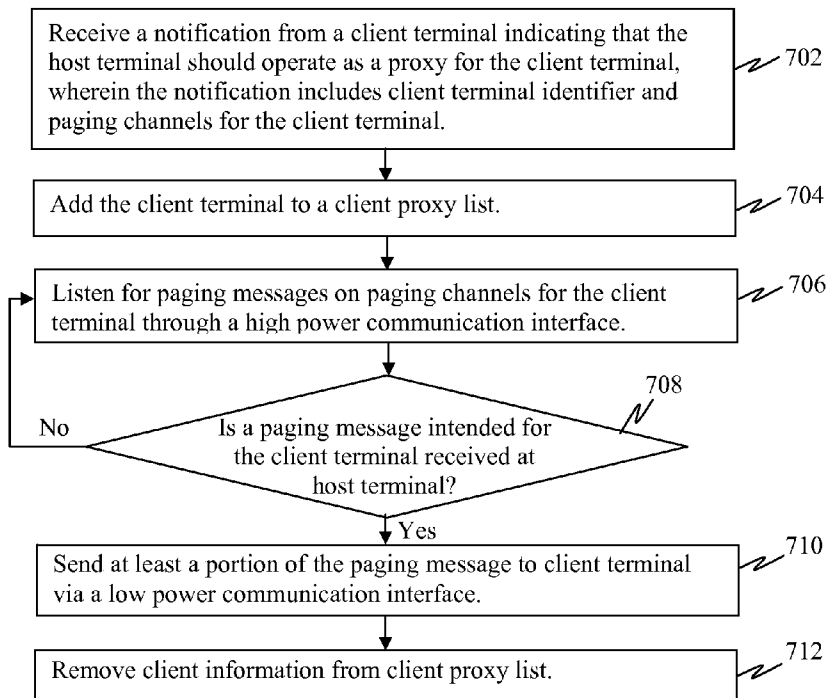 Receive a notification from a client terminal indicating that the
host terminal should operate as a proxy for the client terminal,
wherein the notification includes client terminal identifier and
paging channels for the client terminal.
702
Add the client terminal to a client proxy list.
704
Listen for paging messages on paging channels for the client
terminal through a high power communication interface.
706
708
No
Is a paging message intended for
the client terminal received at
host terminal?
Yes
Send at least a portion of the paging message to client terminal
via a low power communication interface.
710
Remove client information from client proxy list.
712